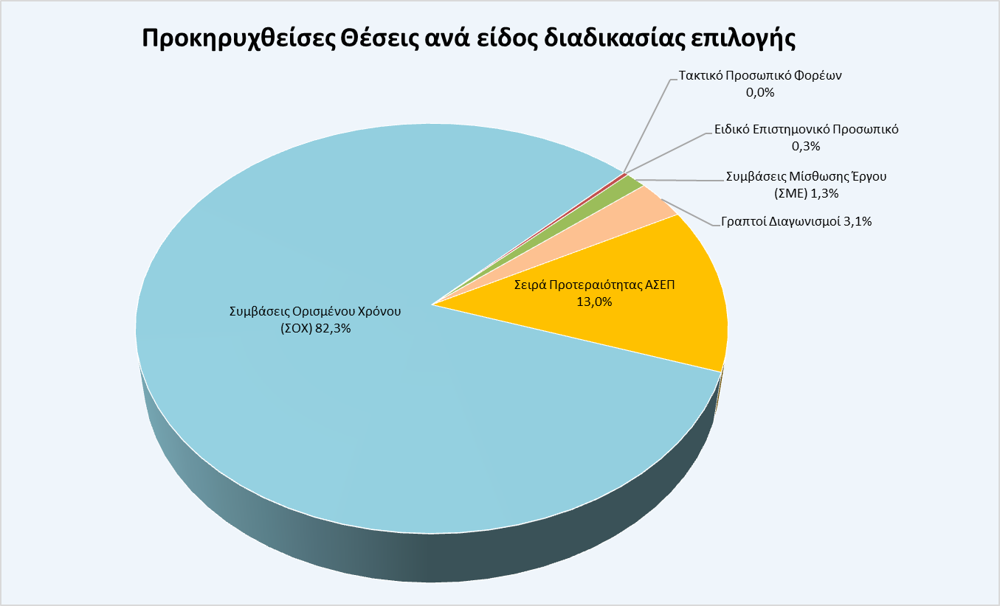 Προκηρυχθείσες Θέσεις ανά είδος διαδικασίας επιλογής
Τακτικό Προσωπικό Φορέων
0,0%
Ειδικό Επιστημονικό Προσωπικό
0,3%
Συμβάσεις Μίσθωσης Έργου
(ΣΜΕ) 1,3%
Γραπτοί Διαγωνισμοί 3,1%
Σειρά Προτεραιότητας ΑΣΕΠ
13,0%
Συμβάσεις Ορισμένου Χρόνου
(ΣΟΧ) 82,3%